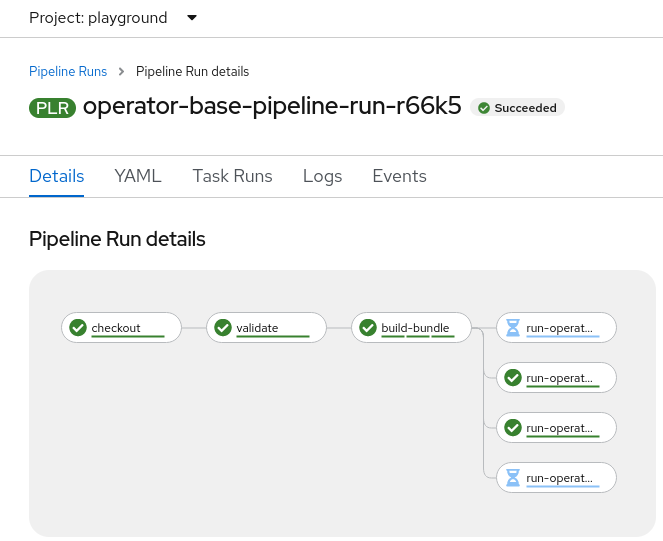 Project: playground
Pipeline Runs > Pipeline Run details
PLR operator-base-pipeline-run-r66k5 Succeeded
Details YAML Task Runs Logs Events
Pipeline Run details
checkout validate build-bundle run-operat...
run-operat...
run-operat...
run-operat...